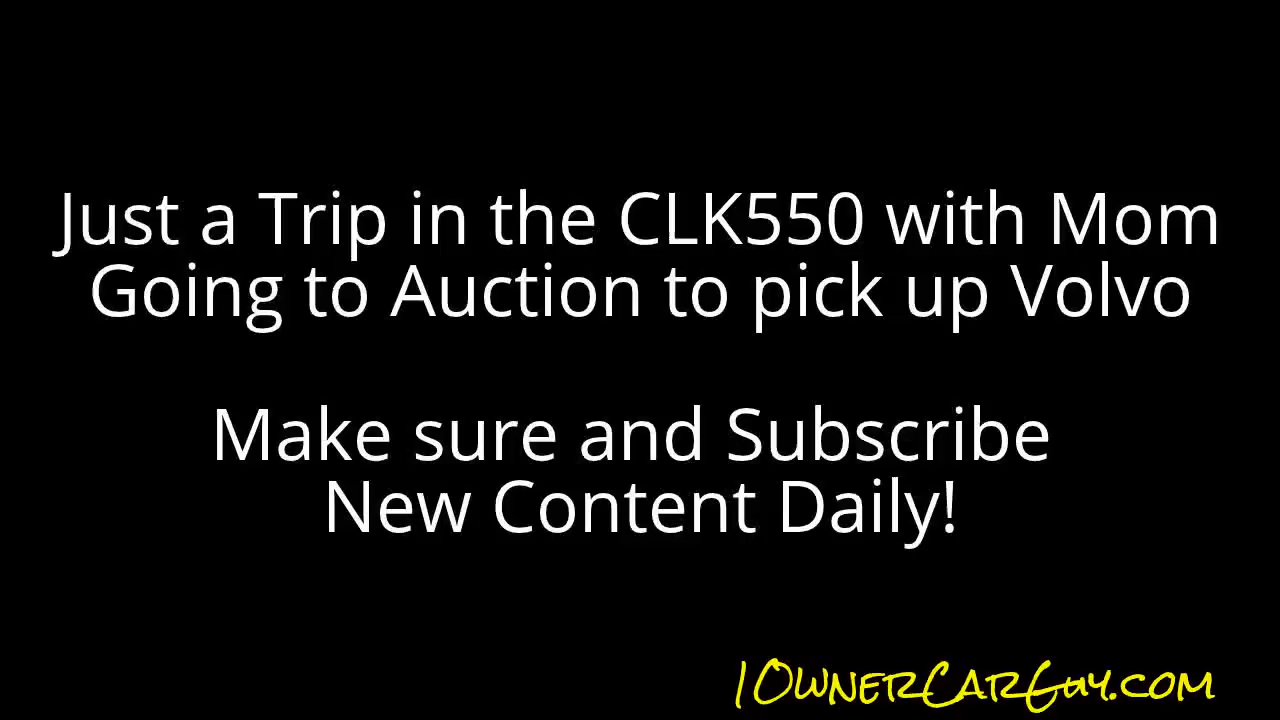 Just a Trip in the CLK550 with Mom
Going to Auction to pick up Volvo
Make sure and Subscribe
New Content Daily!
1OwnerCarGuy.com